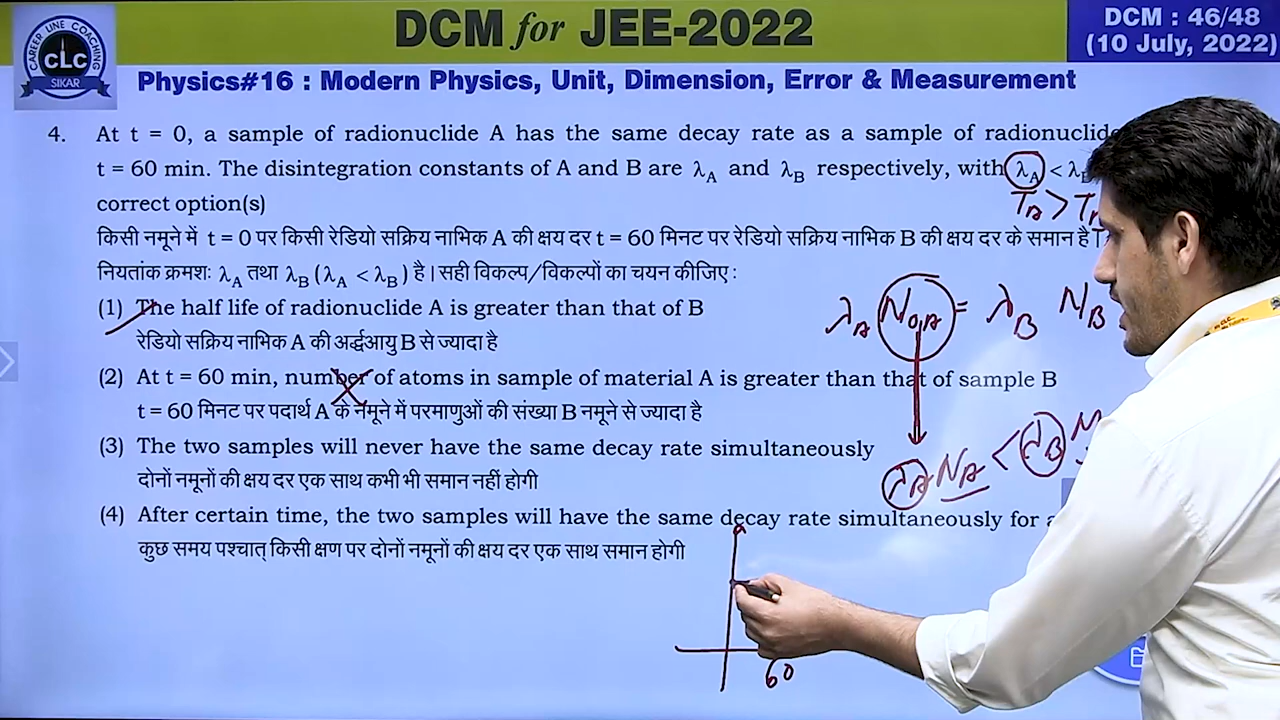 DCM for JEE-2022
DCM : 46/48
(10 July, 2022)
CAREER LINE COACHING
CLC
SIKAR
Physics#16 : Modern Physics, Unit, Dimension, Error & Measurement
4. At t = 0, a sample of radionuclide A has the same decay rate as a sample of
t = 60 min. The disintegration constants of A and B are λA and λB respectively, with λA <
TA > T
correct option(s)
किसी नमूने में t = 0 पर किसी रेडियो सक्रिय नाभिक A की क्षय दर t = 60 मिनट पर रेडियो सक्रिय नाभिक B की क्षय दर के समान है।
नियतांक क्रमशः λA तथा λB (λA < λB) है। सही विकल्प/विकल्पों का चयन कीजिए :
(1) The half life of radionuclide A is greater than that of B
रेडियो सक्रिय नाभिक A की अर्द्धआयु B से ज्यादा है
λA N0A = λB NB
(2) At t = 60 min, number of atoms in sample of material A is greater than that of sample B
t = 60 मिनट पर पदार्थ A के नमूने में परमाणुओं की संख्या B नमूने से ज्यादा है
(3) The two samples will never have the same decay rate simultaneously
दोनों नमूनों की क्षय दर एक साथ कभी भी समान नहीं होगी
λA NA < λB N
(4) After certain time, the two samples will have the same decay rate simultaneously for
कुछ समय पश्चात् किसी क्षण पर दोनों नमूनों की क्षय दर एक साथ समान होगी
60